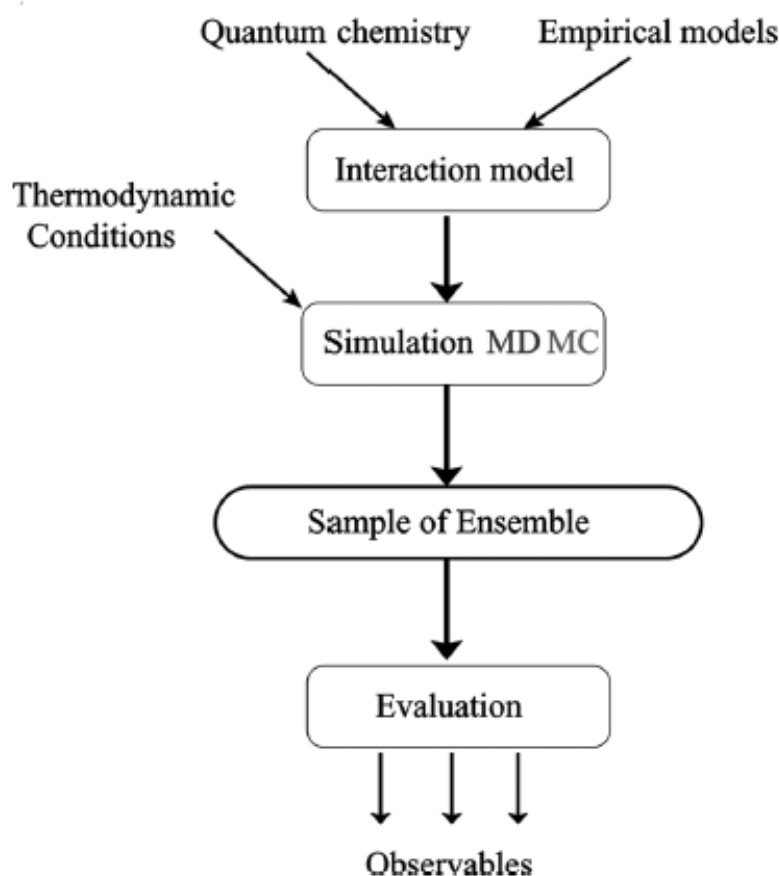 Quantum chemistry
Empirical models
Interaction model
Thermodynamic
Conditions
Simulation MD MC
Sample of Ensemble
Evaluation
Observables